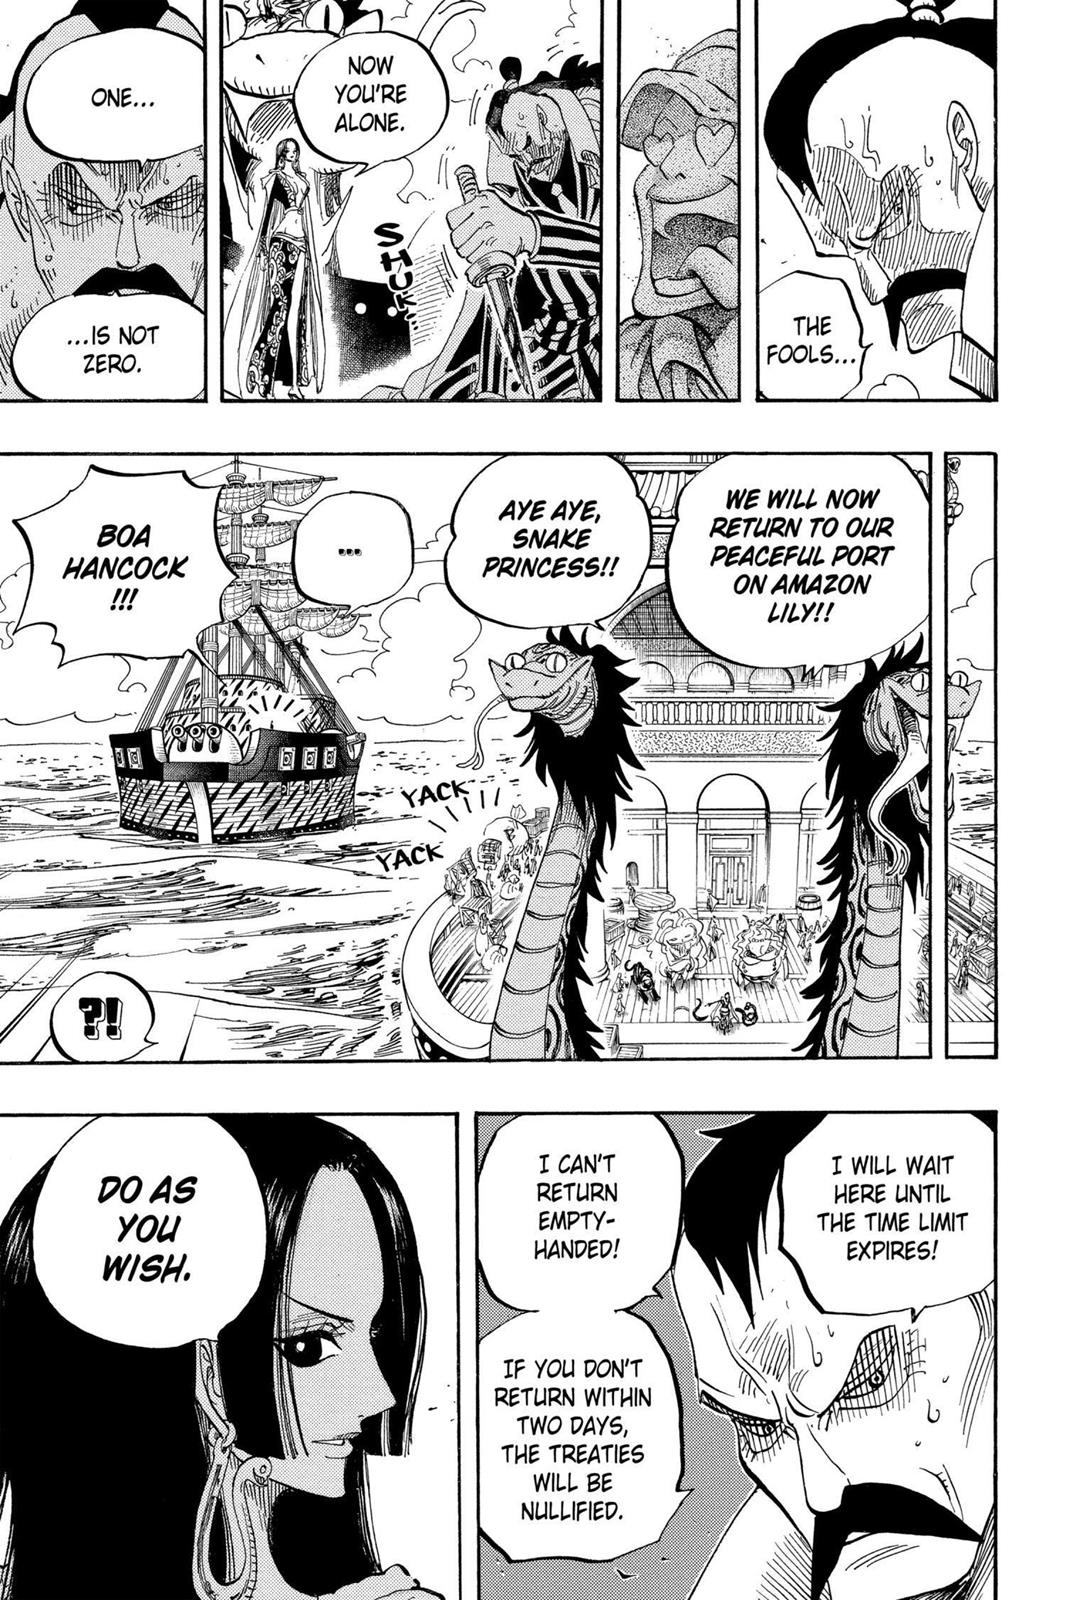 THE
FOOLS...
NOW
YOU'RE
ALONE.
SHUK...
ONE...
...IS NOT
ZERO.
WE WILL NOW
RETURN TO OUR
PEACEFUL PORT
ON AMAZON
LILY!!
AYE AYE,
SNAKE
PRINCESS!!
...
BOA
HANCOCK
!!!
YACK
YACK
?!
I WILL WAIT
HERE UNTIL
THE TIME LIMIT
EXPIRES!
I CAN'T
RETURN
EMPTY-
HANDED!
IF YOU DON'T
RETURN WITHIN
TWO DAYS,
THE TREATIES
WILL BE
NULLIFIED.
DO AS
YOU
WISH.